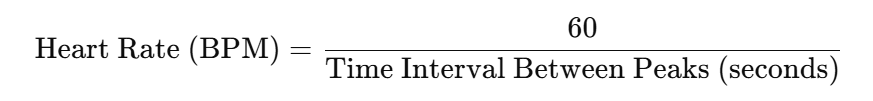 Heart Rate (BPM) = 60
Time Interval Between Peaks (seconds)